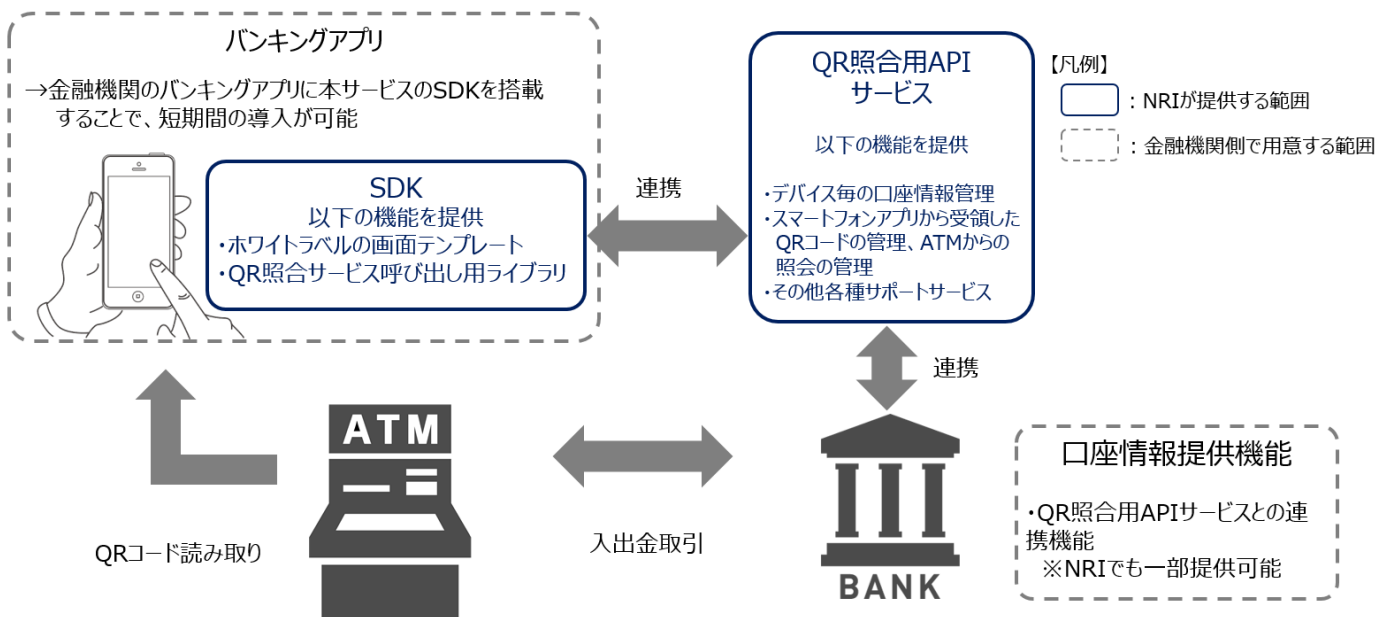 バンキングアプリ
→金融機関のバンキングアプリに本サービスのSDKを搭載
することで、短期間の導入が可能
SDK
以下の機能を提供
・ホワイトラベルの画面テンプレート
・QR照合サービス呼び出し用ライブラリ
連携
QR照合用API
サービス
以下の機能を提供
・デバイス毎の口座情報管理
・スマートフォンアプリから受領した
QRコードの管理、ATMからの
照会の管理
・その他各種サポートサービス
【凡例】
：NRIが提供する範囲
：金融機関側で用意する範囲
連携
ATM
QRコード読み取り
入出金取引
BANK
口座情報提供機能
・QR照合用APIサービスとの連
携機能
※NRIでも一部提供可能